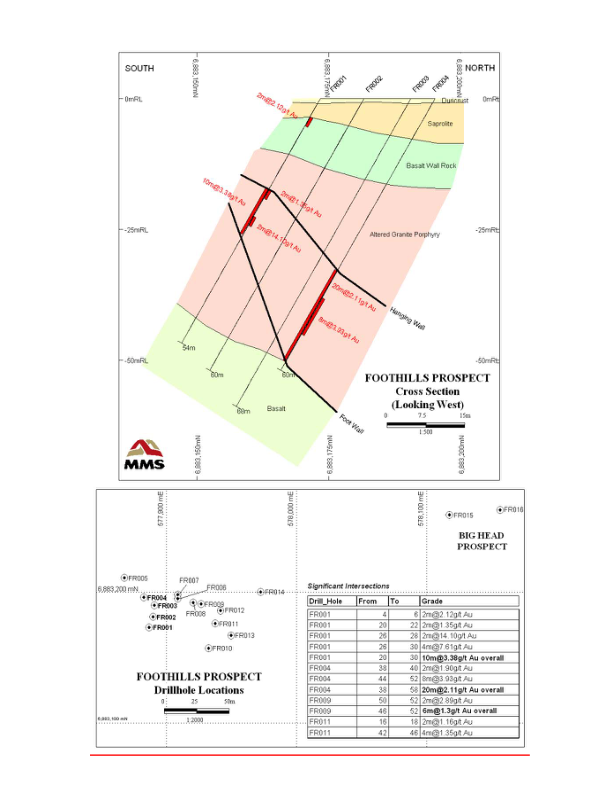 SOUTH
NORTH
6,883,150mN
6,883,175mN
6,883,200mN
FR001
FR002
FR003
FR004
0mRL
0mRL
2m@2.12g/t Au
Duricrust
Saprolite
Basalt Wall Rock
10m@3.38g/t Au
2m@1.35g/t Au
2m@14.10g/t Au
Altered Granite Porphyry
-25mRL
-25mRL
20m@2.11g/t Au
8m@3.93g/t Au
Hanging Wall
54m
60m
60m
68m
-50mRL
-50mRL
FOOTHILLS PROSPECT
Cross Section
(Looking West)
0 7.5 15m
1:500
Basalt
Foot Wall
MMS
6,883,150mN
6,883,175mN
6,883,200mN
577,900 mE
578,000 mE
578,100 mE
FR015
FR016
BIG HEAD
PROSPECT
FR005
FR007
FR006
6,883,200 mN
FR014
FR004
FR003
FR009
FR008
FR012
FR002
FR001
FR011
FR013
FR010
Significant Intersections
Drill_Hole From To Grade
FR001 4 6 2m@2.12g/t Au
FR001 20 22 2m@1.35g/t Au
FR001 26 28 2m@14.10g/t Au
FR001 26 30 4m@7.61g/t Au
FR001 20 30 10m@3.38g/t Au overall
FR004 38 40 2m@1.90g/t Au
FR004 44 52 8m@3.93g/t Au
FR004 38 58 20m@2.11g/t Au overall
FR009 50 52 2m@2.89g/t Au
FR009 46 52 6m@1.3g/t Au overall
FR011 16 18 2m@1.16g/t Au
FR011 42 46 4m@1.35g/t Au
FOOTHILLS PROSPECT
Drillhole Locations
0 25 50m
1:2000
6,883,100 mN